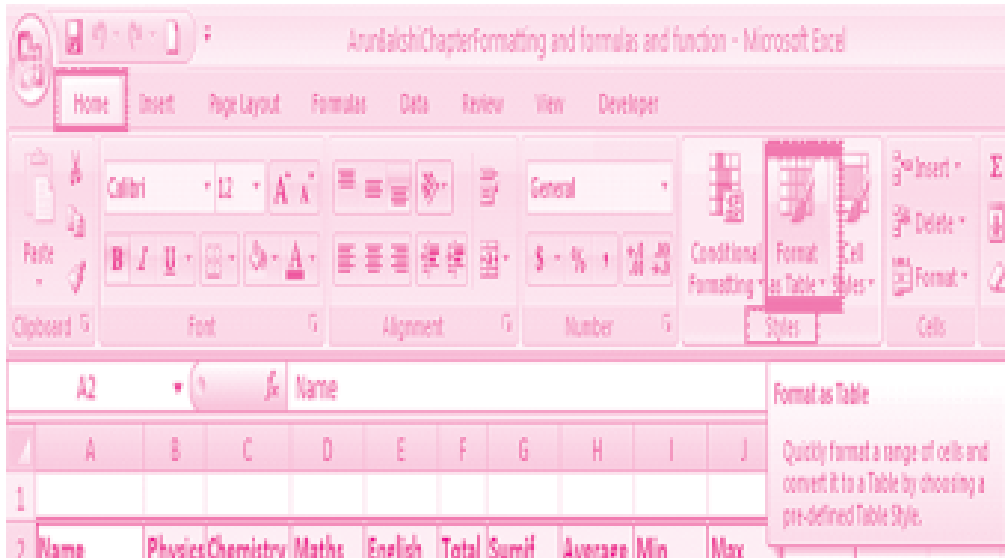 ArunBakshiChapterFormatting and formulas and function - Microsoft Excel
Home Insert Page Layout Formulas Data Review View Developer
Calibri 12 A A General Insert Σ
Paste Delete
B I U A $ % , .00 Conditional Format Cell
Formatting as Table Styles Format
Clipboard Font Alignment Number Styles Cells
A2 fx Name
Format as Table
A B C D E F G H I J
Quickly format a range of cells and
convert it to a Table by choosing a
pre-defined Table Style.
1
2 Name Physics Chemistry Maths English Total Sumif Average Min Max